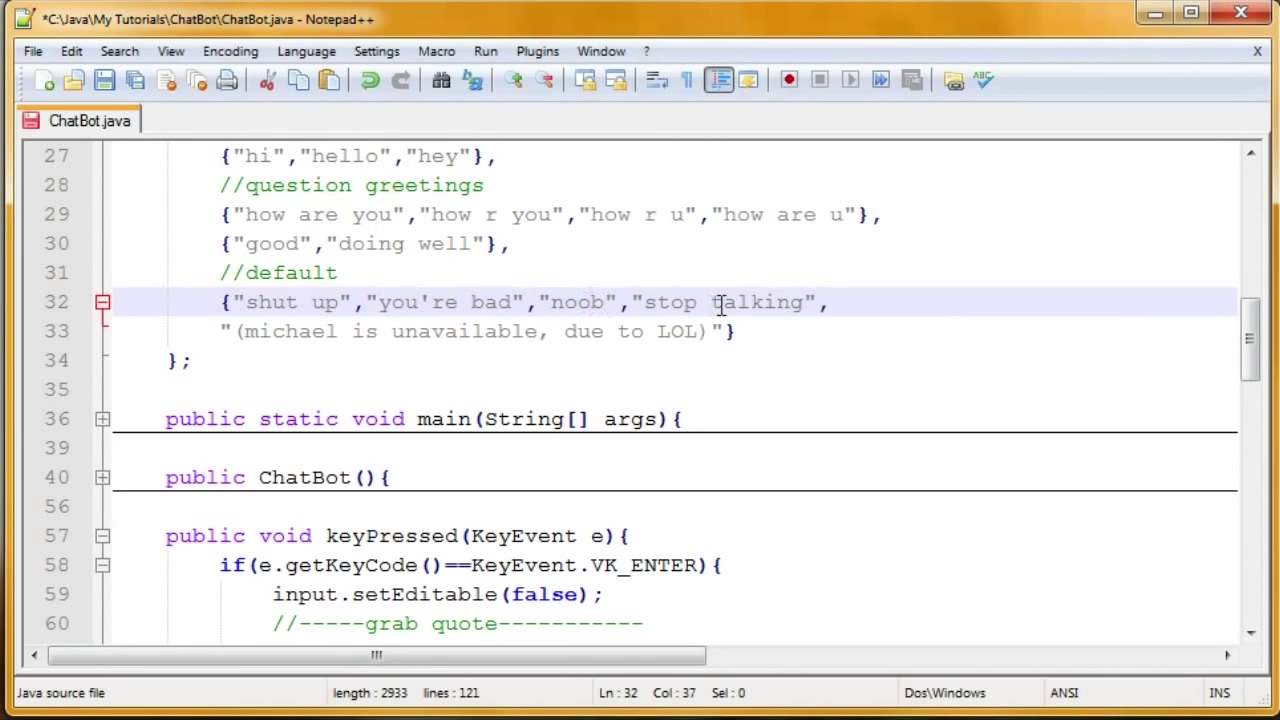 *C:\Java\My Tutorials\ChatBot\ChatBot.java - Notepad++
File Edit Search View Encoding Language Settings Macro Run Plugins Window ? X
ABC
ChatBot.java
27 {"hi","hello","hey"},
28 //question greetings
29 {"how are you","how r you","how r u","how are u"},
30 {"good","doing well"},
31 //default
32 {"shut up","you're bad","noob","stop talking",
33 "(michael is unavailable, due to LOL)"}
34 };
35
36 public static void main(String[] args){
39
40 public ChatBot(){
56
57 public void keyPressed(KeyEvent e){
58 if(e.getKeyCode()==KeyEvent.VK_ENTER){
59 input.setEditable(false);
60 //-----grab quote-----------
Java source file length : 2933 lines : 121 Ln : 32 Col : 37 Sel : 0 Dos\Windows ANSI INS